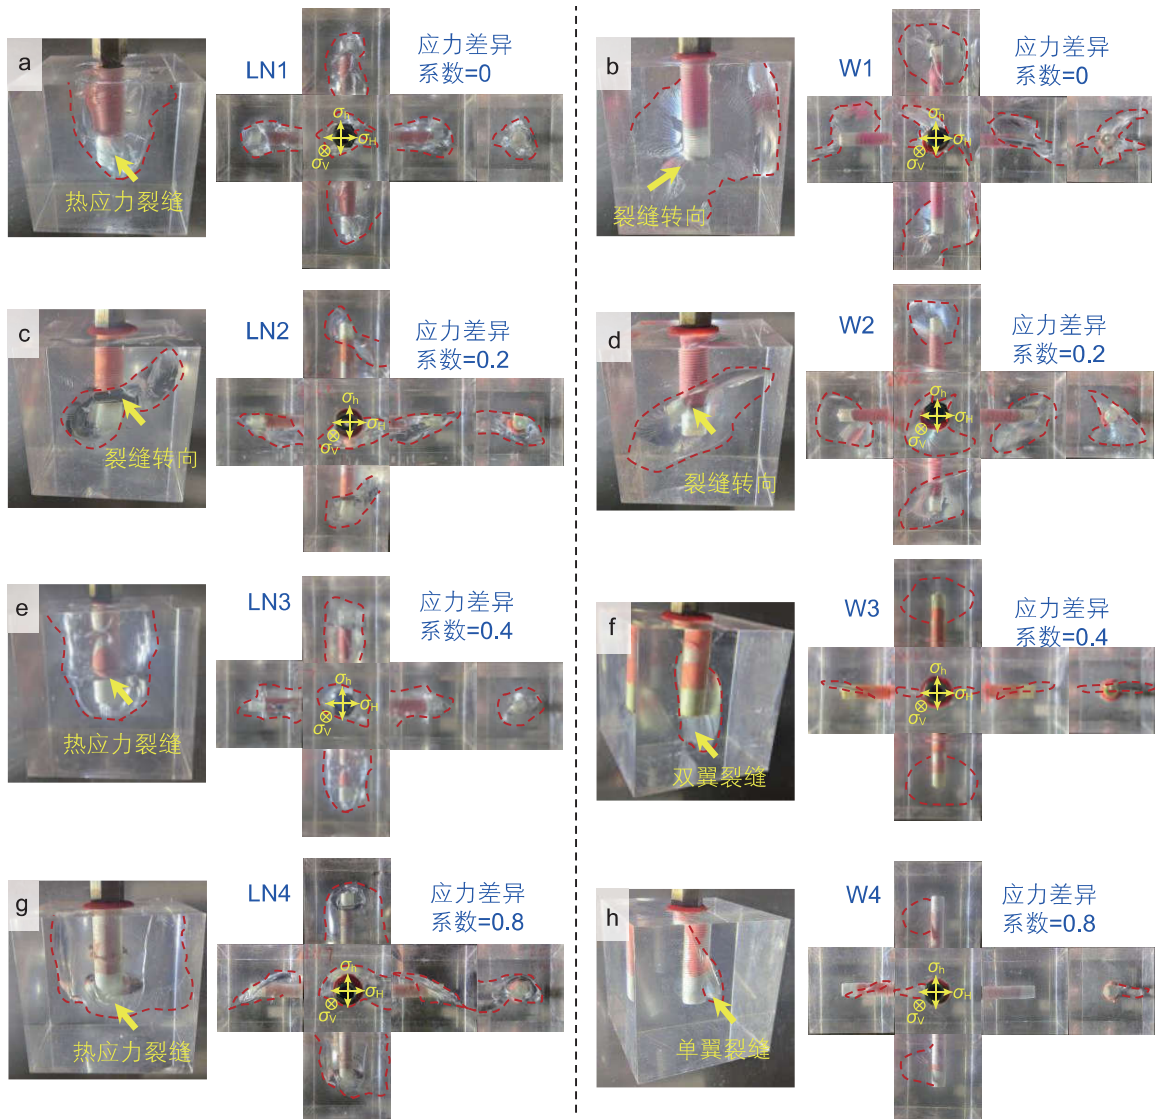 a
LN1
应力差异
系数=0
σh
σH
σV
热应力裂缝
b
W1
应力差异
系数=0
σh
σH
σV
裂缝转向
c
LN2
应力差异
系数=0.2
σh
σH
σV
裂缝转向
d
W2
应力差异
系数=0.2
σh
σH
σV
裂缝转向
e
LN3
应力差异
系数=0.4
σh
σH
σV
热应力裂缝
f
W3
应力差异
系数=0.4
σh
σH
σV
双翼裂缝
g
LN4
应力差异
系数=0.8
σh
σH
σV
热应力裂缝
h
W4
应力差异
系数=0.8
σh
σH
σV
单翼裂缝